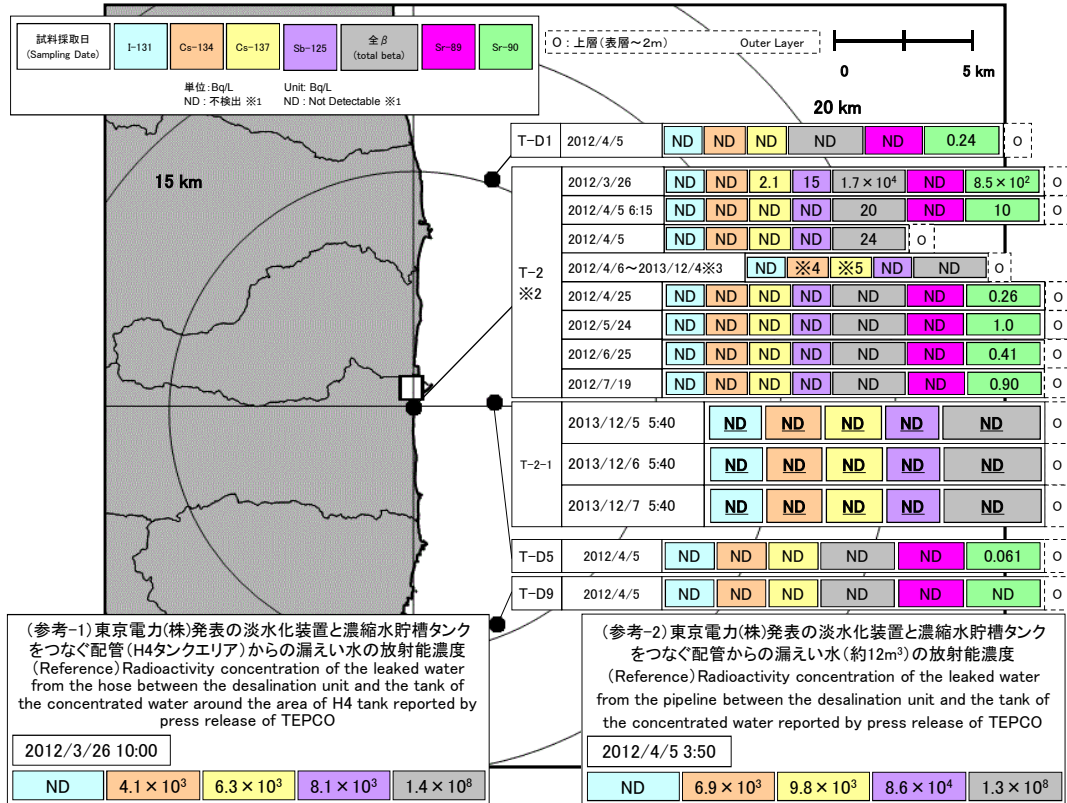 試料採取日
(Sampling Date)
I-131
Cs-134
Cs-137
Sb-125
全β
(total beta)
Sr-89
Sr-90
単位:Bq/L Unit: Bq/L
ND : 不検出 ※1 ND : Not Detectable ※1
O : 上層(表層～2m) Outer Layer
0 5 km
20 km
15 km
T-D1 2012/4/5 ND ND ND ND ND 0.24 O
T-2
※2
2012/3/26 ND ND 2.1 15 1.7×10⁴ ND 8.5×10² O
2012/4/5 6:15 ND ND ND ND 20 ND 10 O
2012/4/5 ND ND ND ND 24 O
2012/4/6～2013/12/4※3 ND ※4 ※5 ND ND O
2012/4/25 ND ND ND ND ND ND 0.26 O
2012/5/24 ND ND ND ND ND ND 1.0 O
2012/6/25 ND ND ND ND ND ND 0.41 O
2012/7/19 ND ND ND ND ND ND 0.90 O
T-2-1
2013/12/5 5:40 ND ND ND ND ND O
2013/12/6 5:40 ND ND ND ND ND O
2013/12/7 5:40 ND ND ND ND ND O
T-D5 2012/4/5 ND ND ND ND ND 0.061 O
T-D9 2012/4/5 ND ND ND ND ND ND O
(参考-1)東京電力(株)発表の淡水化装置と濃縮水貯槽タンク
をつなぐ配管(H4タンクエリア)からの漏えい水の放射能濃度
(Reference)Radioactivity concentration of the leaked water
from the hose between the desalination unit and the tank of
the concentrated water around the area of H4 tank reported by
press release of TEPCO
2012/3/26 10:00
ND 4.1×10³ 6.3×10³ 8.1×10³ 1.4×10⁸
(参考-2)東京電力(株)発表の淡水化装置と濃縮水貯槽タンク
をつなぐ配管からの漏えい水(約12m³)の放射能濃度
(Reference)Radioactivity concentration of the leaked water
from the pipeline between the desalination unit and the tank of
the concentrated water reported by press release of TEPCO
2012/4/5 3:50
ND 6.9×10³ 9.8×10³ 8.6×10⁴ 1.3×10⁸